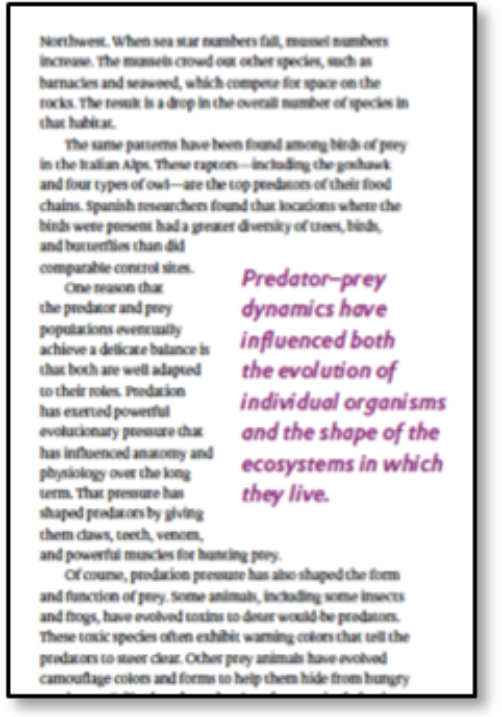 Northwest. When sea star numbers fall, mussel numbers
increase. The mussels crowd out other species, such as
barnacles and seaweed, which compete for space on the
rocks. The result is a drop in the overall number of species in
that habitat.
The same patterns have been found among birds of prey
in the Italian Alps. These raptors—including the goshawk
and four types of owl—are the top predators of their food
chains. Spanish researchers found that locations where the
birds were present had a greater diversity of trees, birds,
and butterflies than did
comparable control sites.
One reason that
the predator and prey
populations eventually
achieve a delicate balance is
that both are well adapted
to their roles. Predation
has exerted powerful
evolutionary pressure that
has influenced anatomy and
physiology over the long
term. That pressure has
shaped predators by giving
them claws, teeth, venom,
and powerful muscles for hunting prey.
Predator–prey
dynamics have
influenced both
the evolution of
individual organisms
and the shape of the
ecosystems in which
they live.
Of course, predation pressure has also shaped the form
and function of prey. Some animals, including some insects
and frogs, have evolved toxins to deter would-be predators.
These toxic species often exhibit warning colors that tell the
predators to steer clear. Other prey animals have evolved
camouflage colors and forms to help them hide from hungry